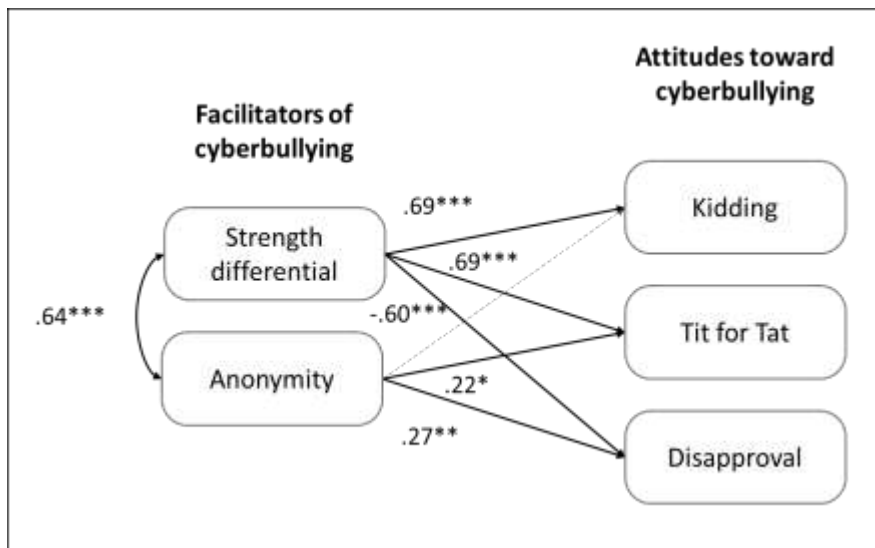 Attitudes toward
cyberbullying
Facilitators of
cyberbullying
.69***
Kidding
Strength
differential
.69***
.64***
-.60***
Tit for Tat
Anonymity
.22*
.27**
Disapproval